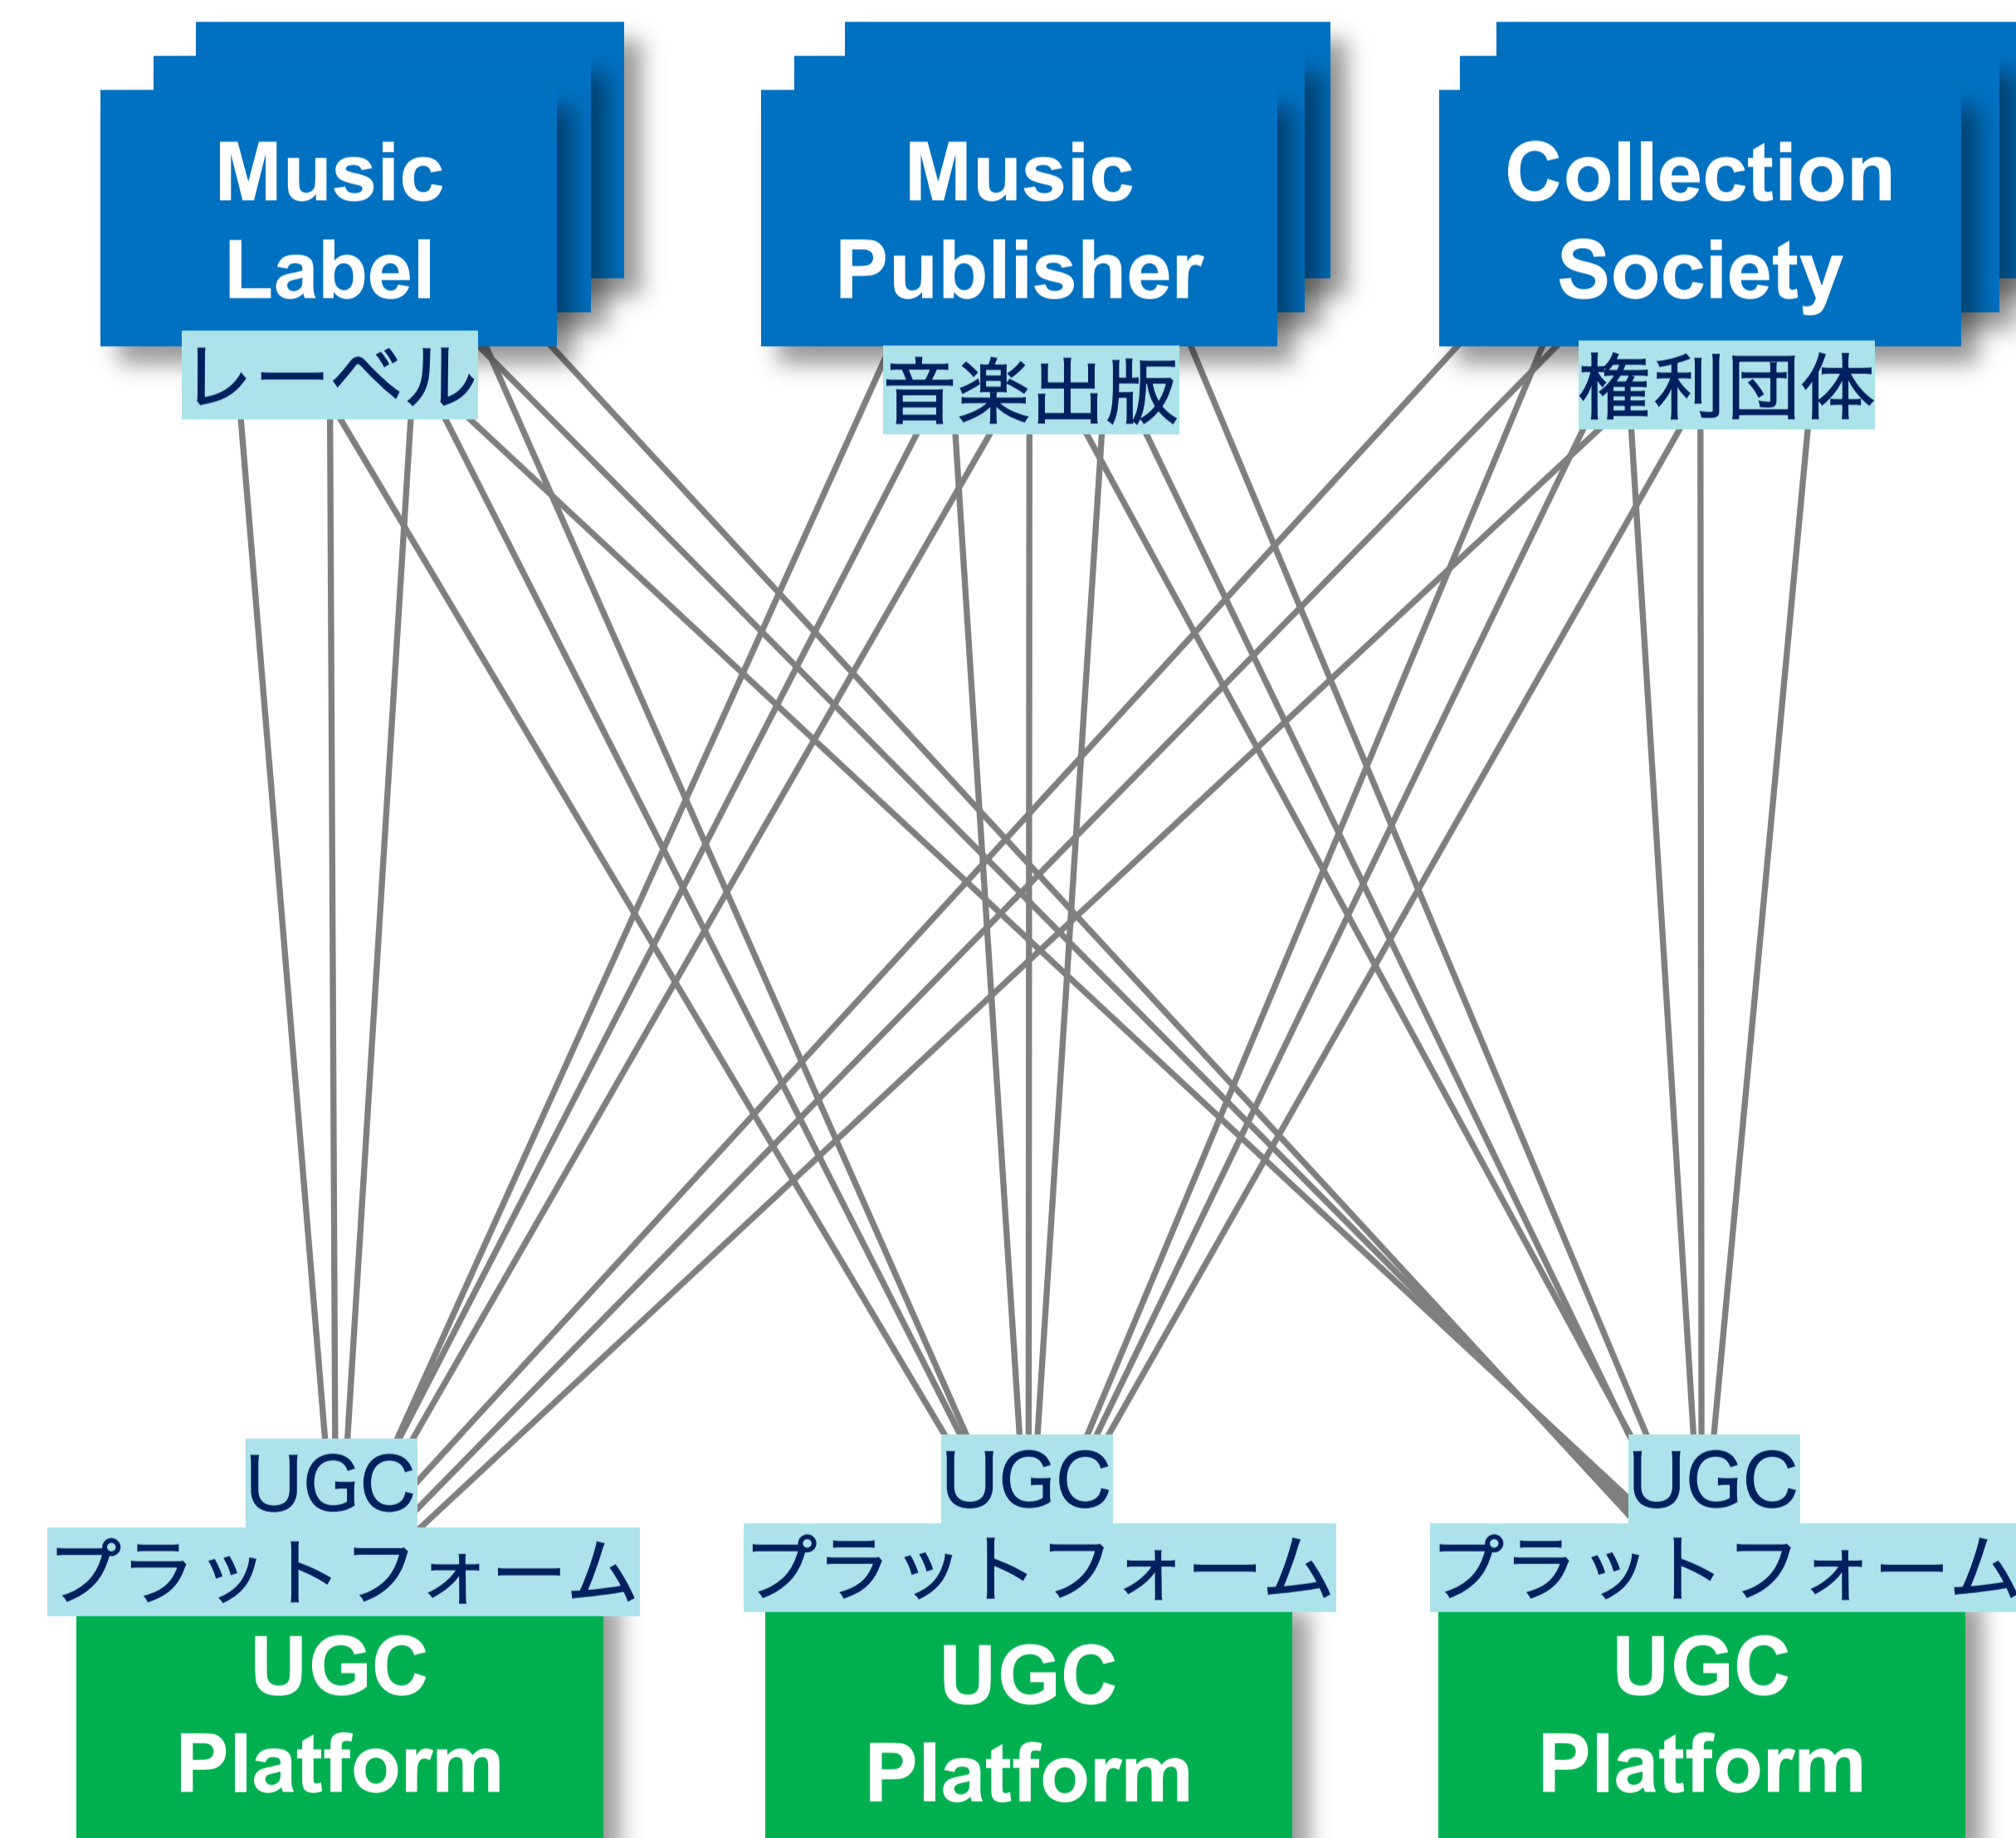 Music
Label
レーベル
Music
Publisher
音楽出版
Collection
Society
権利団体
UGC
プラットフォーム
UGC
Platform
UGC
プラットフォーム
UGC
Platform
UGC
プラットフォーム
UGC
Platform